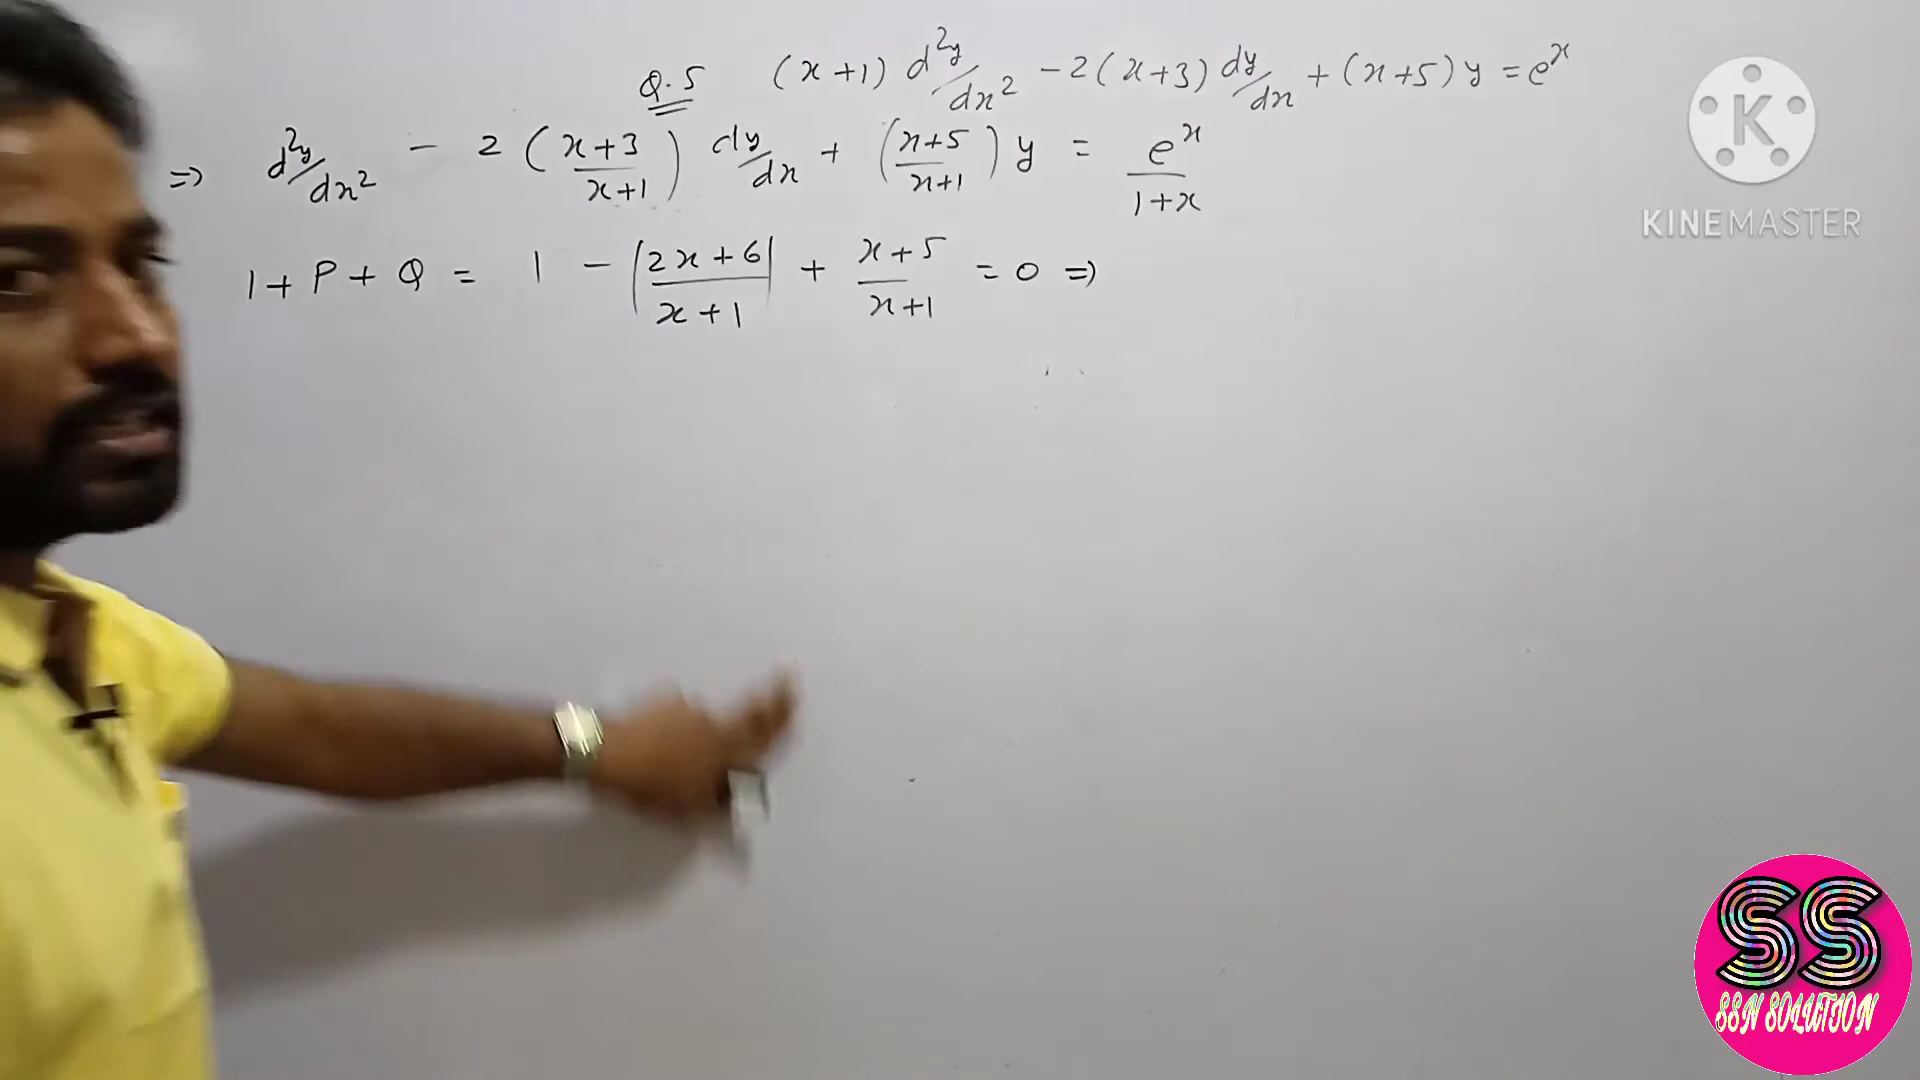 Q.5 (x+1) d²y/dx² - 2(x+3) dy/dx + (x+5) y = eˣ
⇒ d²y/dx² - 2 (x+3/x+1) dy/dx + (x+5/x+1) y = eˣ/1+x
1 + P + Q = 1 - (2x+6/x+1) + x+5/x+1 = 0 ⇒
K
KINEMASTER
SS
SSN SOLUTION